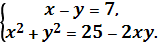 x − y = 7,
x² + y² = 25 − 2xy.